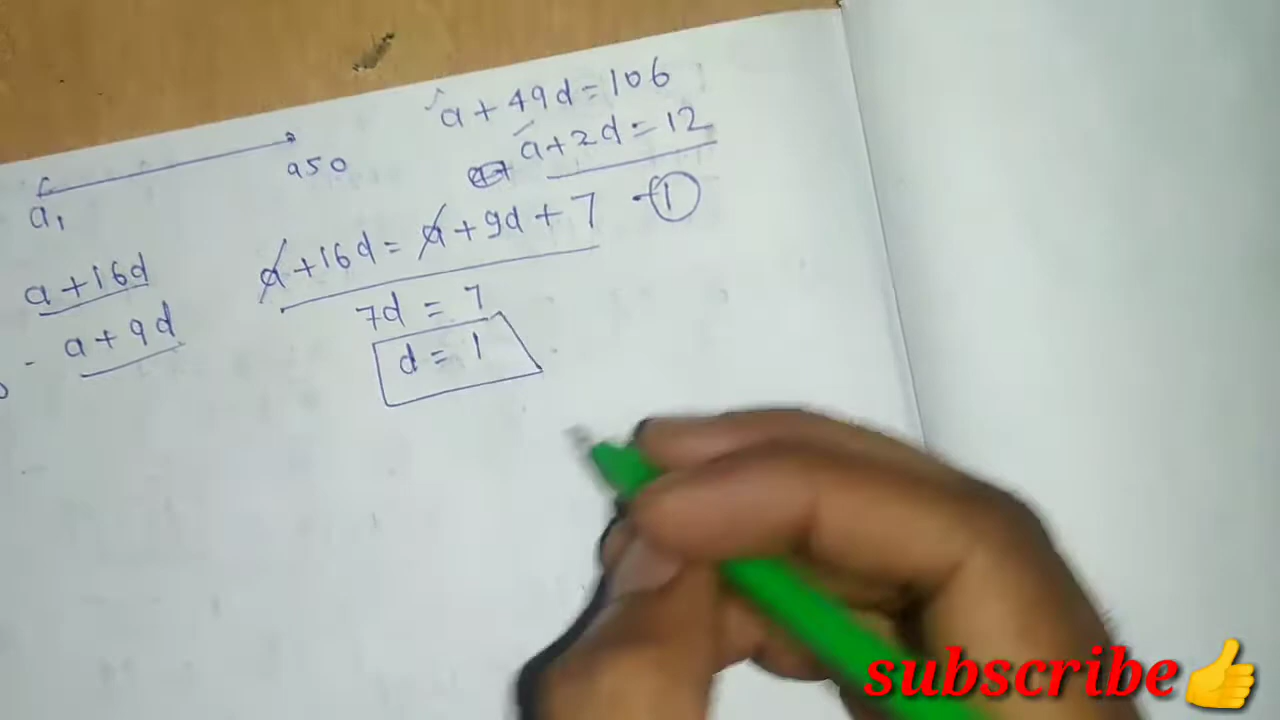 a + 49d = 106
a + 2d = 12
a50
a1
a + 16d = a + 9d + 7 - 1
a + 16d
- a + 9d
7d = 7
d = 1
subscribe👍